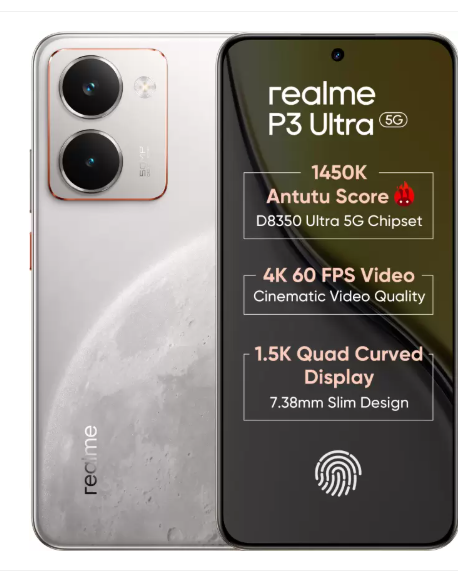 realme
P3 Ultra 5G
1450K
Antutu Score
D8350 Ultra 5G Chipset
4K 60 FPS Video
Cinematic Video Quality
1.5K Quad Curved
Display
7.38mm Slim Design
realme